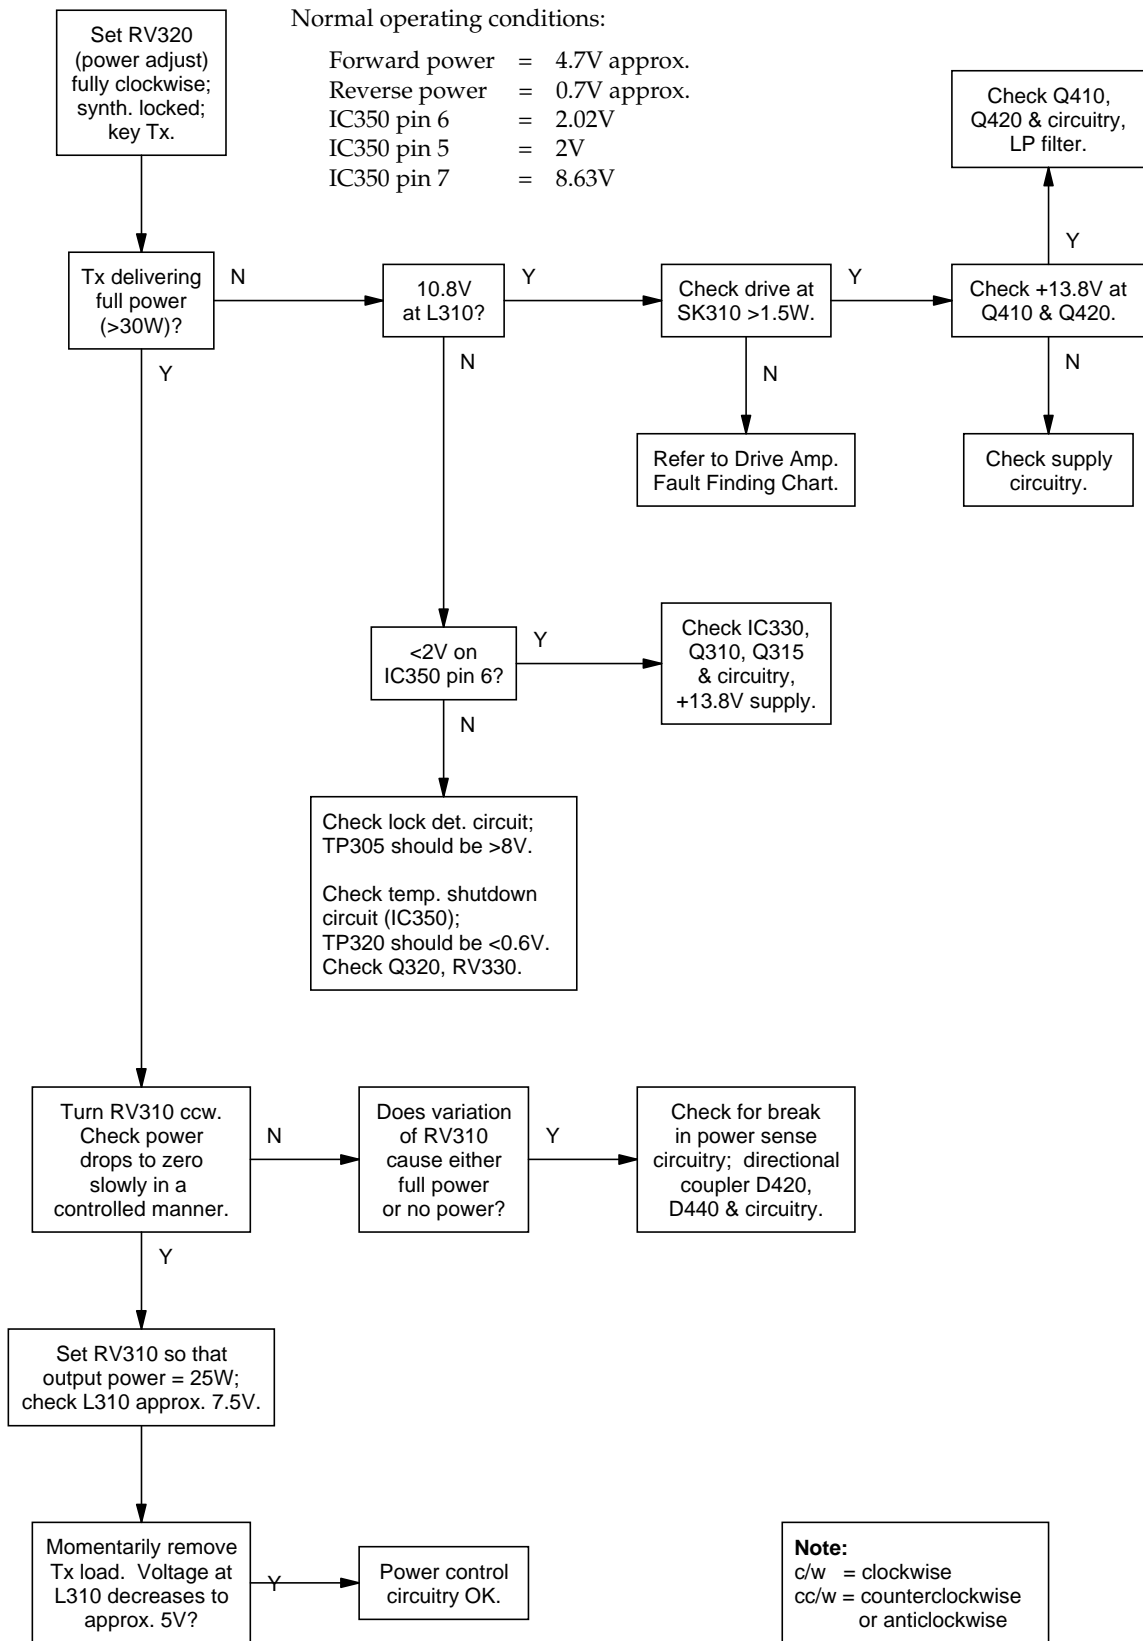 Set RV320
(power adjust)
fully clockwise;
synth. locked;
key Tx.
Normal operating conditions:
Forward power = 4.7V approx.
Reverse power = 0.7V approx.
IC350 pin 6 = 2.02V
IC350 pin 5 = 2V
IC350 pin 7 = 8.63V
Check Q410,
Q420 & circuitry,
LP filter.
Y
Tx delivering
full power
(>30W)?
N
10.8V
at L310?
Y
Check drive at
SK310 >1.5W.
Y
Check +13.8V at
Q410 & Q420.
Y
N
N
N
Refer to Drive Amp.
Fault Finding Chart.
Check supply
circuitry.
<2V on
IC350 pin 6?
Y
Check IC330,
Q310, Q315
& circuitry,
+13.8V supply.
N
Check lock det. circuit;
TP305 should be >8V.
Check temp. shutdown
circuit (IC350);
TP320 should be <0.6V.
Check Q320, RV330.
Turn RV310 ccw.
Check power
drops to zero
slowly in a
controlled manner.
N
Does variation
of RV310
cause either
full power
or no power?
Y
Check for break
in power sense
circuitry; directional
coupler D420,
D440 & circuitry.
Y
Set RV310 so that
output power = 25W;
check L310 approx. 7.5V.
Momentarily remove
Tx load. Voltage at
L310 decreases to
approx. 5V?
Y
Power control
circuitry OK.
Note:
c/w = clockwise
cc/w = counterclockwise
or anticlockwise